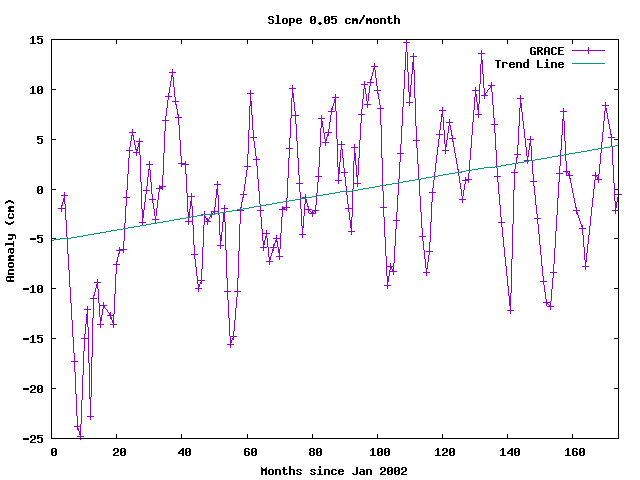 Slope 0.05 cm/month
GRACE
Trend Line
15
10
5
0
-5
-10
-15
-20
-25
Anomaly (cm)
0 20 40 60 80 100 120 140 160
Months since Jan 2002